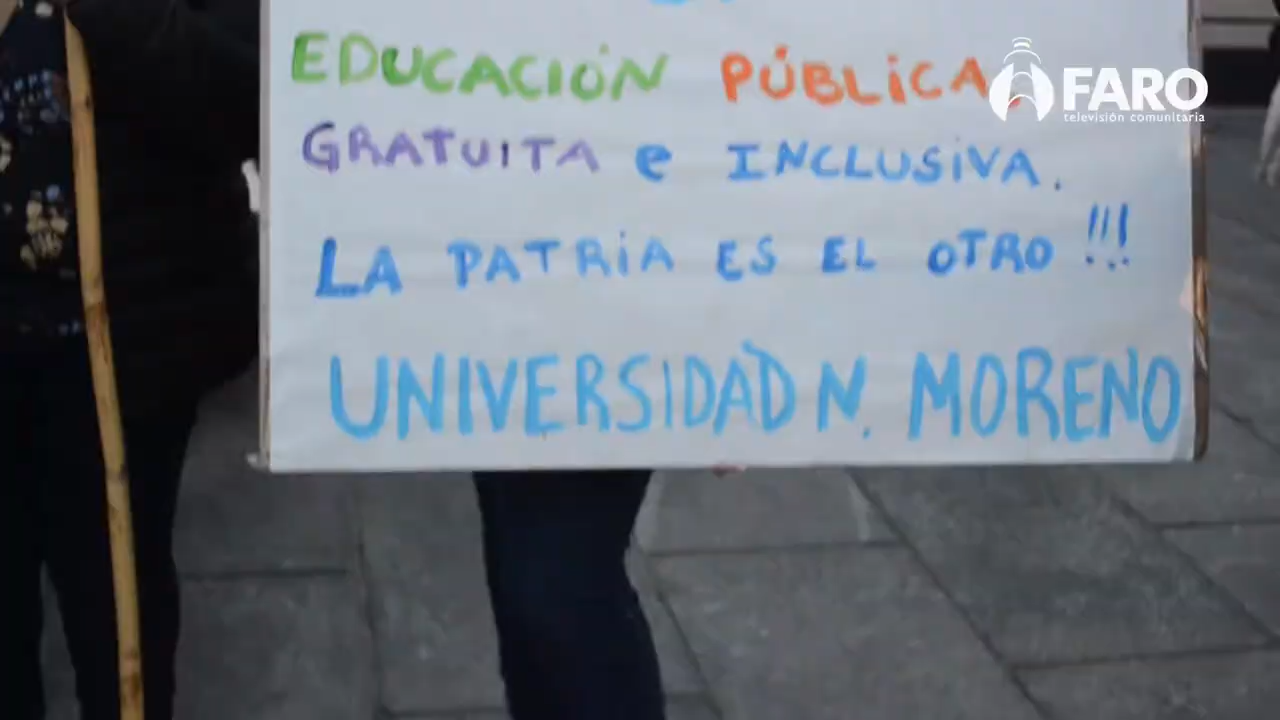 EDUCACIÓN PÚBLICA,
GRATUITA e INCLUSIVA.
LA PATRIA ES EL OTRO !!!
UNIVERSIDAD N. MORENO
FARO
televisión comunitaria